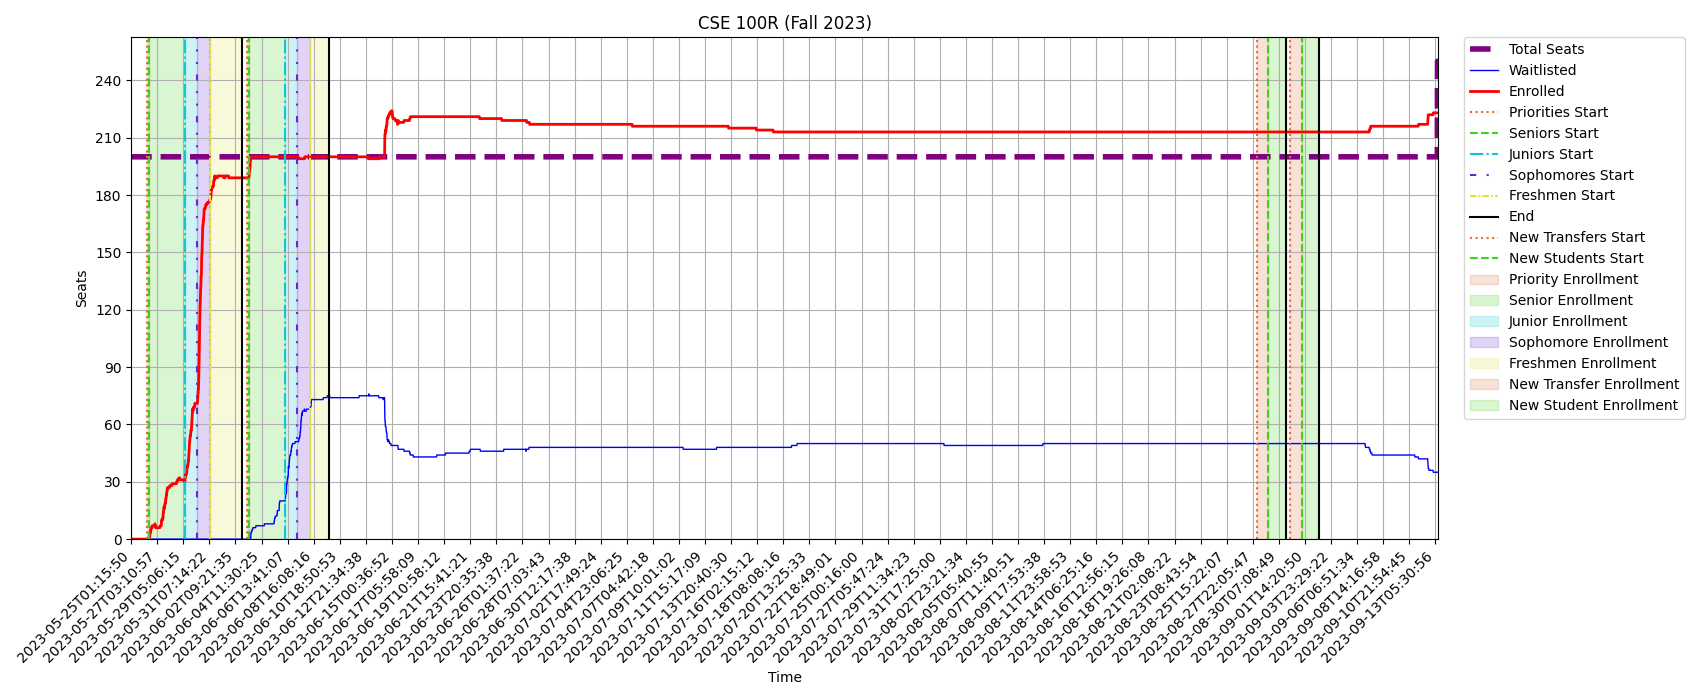 CSE 100R (Fall 2023)
Seats
240
210
180
150
120
90
60
30
0
2023-05-25T01:15:50
2023-05-27T03:10:57
2023-05-29T05:06:15
2023-05-31T07:14:22
2023-06-02T09:21:35
2023-06-04T11:30:25
2023-06-06T13:41:07
2023-06-08T16:08:16
2023-06-10T18:50:53
2023-06-12T21:34:38
2023-06-15T00:36:52
2023-06-17T05:58:09
2023-06-19T10:58:12
2023-06-21T15:41:21
2023-06-23T20:35:38
2023-06-26T01:37:22
2023-06-28T07:03:43
2023-06-30T12:17:38
2023-07-02T17:49:24
2023-07-04T23:06:25
2023-07-07T04:42:18
2023-07-09T10:01:02
2023-07-11T15:17:09
2023-07-13T20:40:30
2023-07-16T02:15:12
2023-07-18T08:08:16
2023-07-20T13:25:33
2023-07-22T18:49:01
2023-07-25T00:16:00
2023-07-27T05:47:24
2023-07-29T11:34:23
2023-07-31T17:25:00
2023-08-02T23:21:34
2023-08-05T05:40:55
2023-08-07T11:40:51
2023-08-09T17:53:38
2023-08-11T23:58:53
2023-08-14T06:25:16
2023-08-16T12:56:15
2023-08-18T19:26:08
2023-08-21T02:08:22
2023-08-23T08:43:54
2023-08-25T15:22:07
2023-08-27T22:05:47
2023-08-30T07:08:49
2023-09-01T14:20:50
2023-09-03T23:29:22
2023-09-06T06:51:34
2023-09-08T14:16:58
2023-09-10T21:54:45
2023-09-13T05:30:56
Time
Total Seats
Waitlisted
Enrolled
Priorities Start
Seniors Start
Juniors Start
Sophomores Start
Freshmen Start
End
New Transfers Start
New Students Start
Priority Enrollment
Senior Enrollment
Junior Enrollment
Sophomore Enrollment
Freshmen Enrollment
New Transfer Enrollment
New Student Enrollment